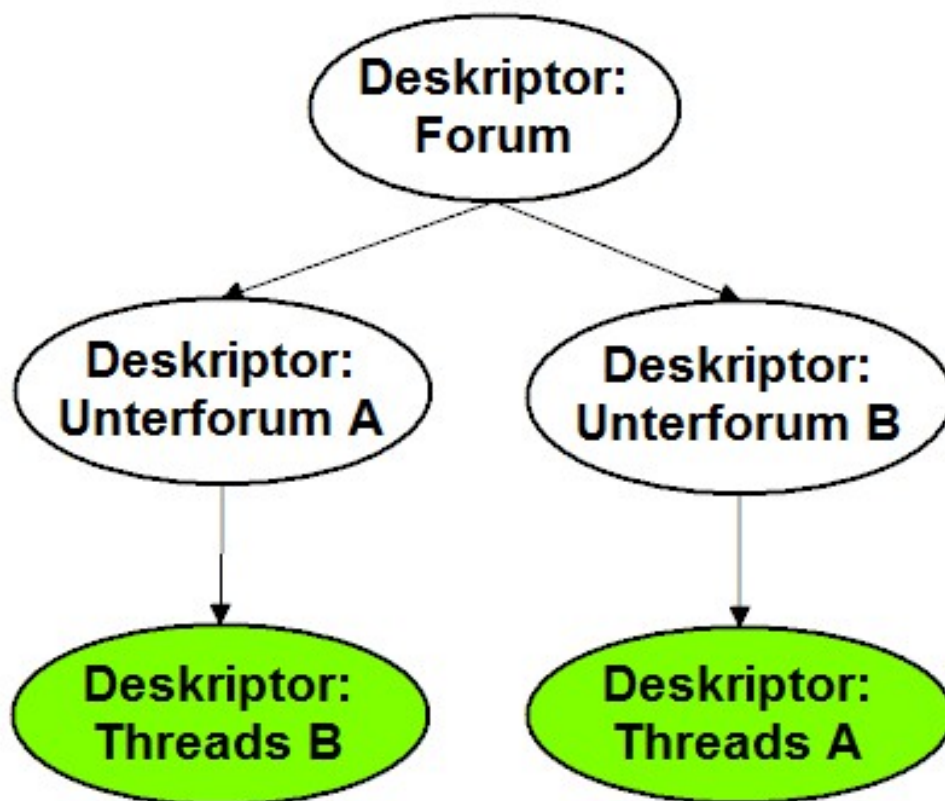 Deskriptor:
Forum
Deskriptor:
Unterforum A
Deskriptor:
Unterforum B
Deskriptor:
Threads B
Deskriptor:
Threads A